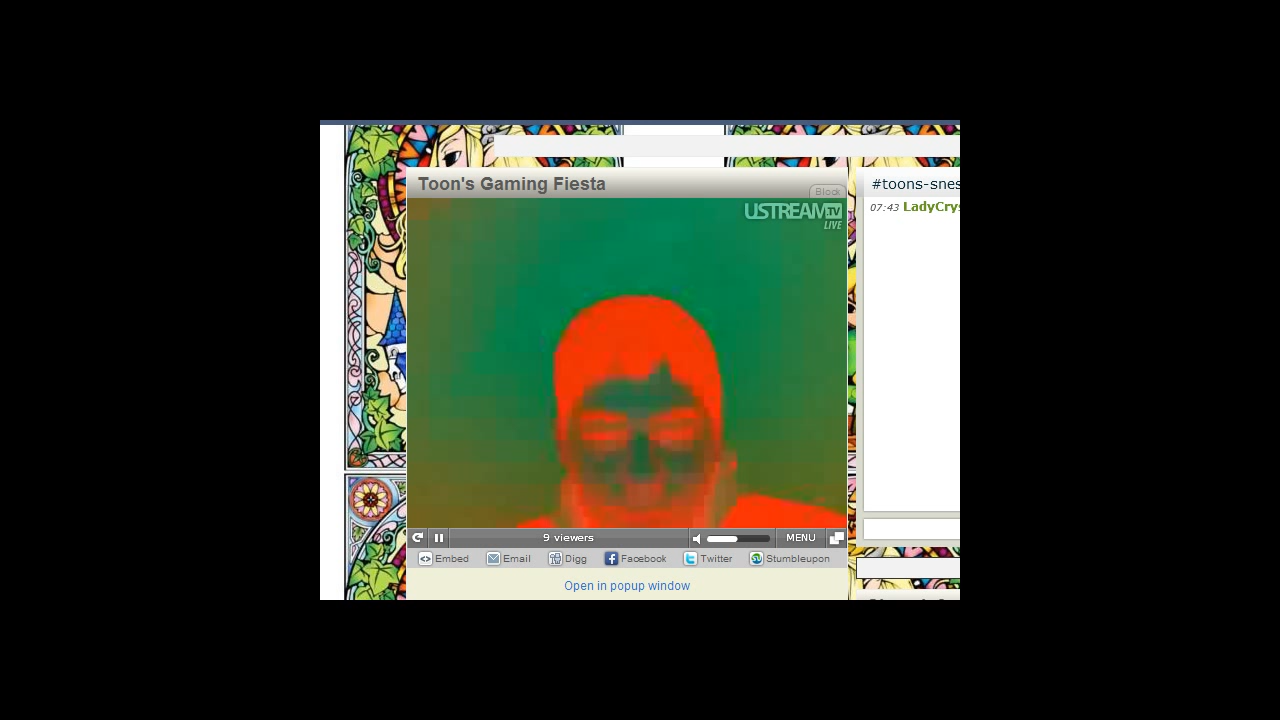 Toon's Gaming Fiesta
Block
USTREAM.TV
LIVE
#toons-snes
07:43 LadyCrys
9 viewers
MENU
Embed Email Digg Facebook Twitter Stumbleupon
Open in popup window